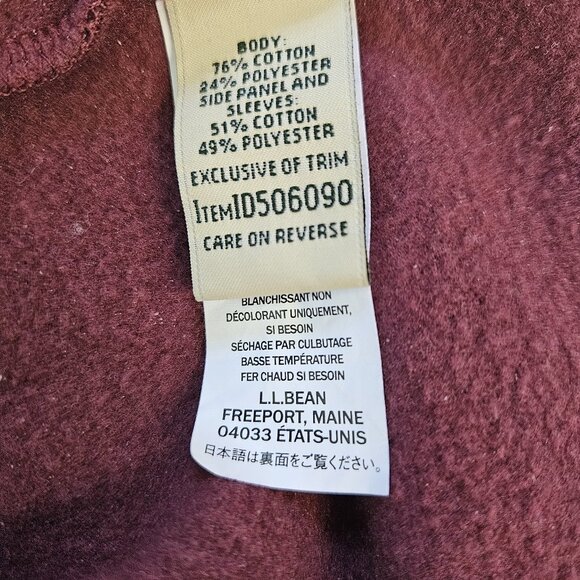 BODY:
76% COTTON
24% POLYESTER
SIDE PANEL AND
SLEEVES:
51% COTTON
49% POLYESTER
EXCLUSIVE OF TRIM
ITEM1D506090
CARE ON REVERSE
BLANCHISSANT NON
DÉCOLORANT UNIQUEMENT,
SI BESOIN
SÉCHAGE PAR CULBUTAGE
BASSE TEMPÉRATURE
FER CHAUD SI BESOIN
L.L.BEAN
FREEPORT, MAINE
04033 ÉTATS-UNIS
日本語は裏面をご覧ください。